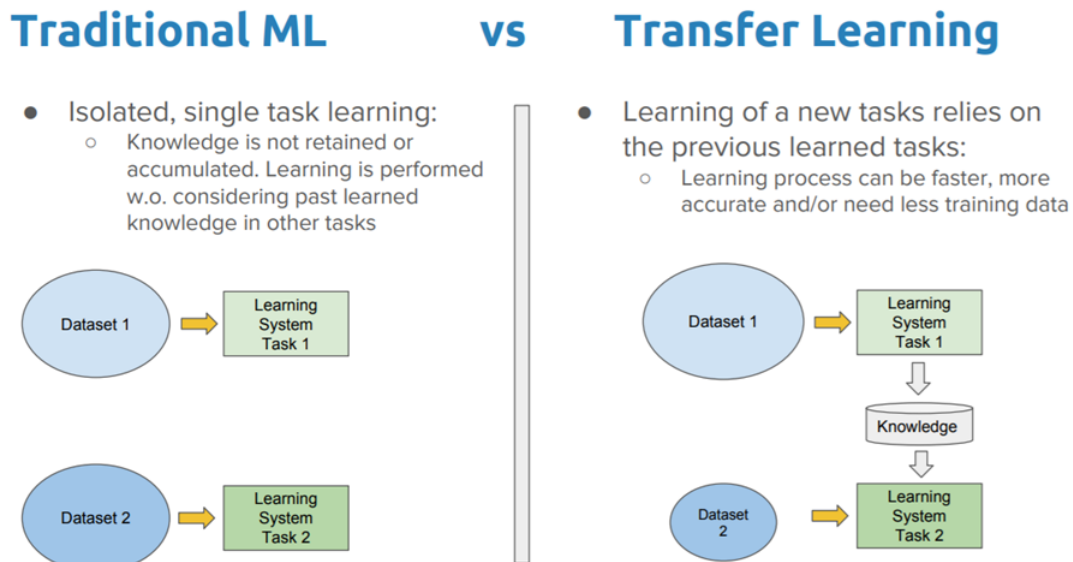 Traditional ML vs Transfer Learning
● Isolated, single task learning:
○ Knowledge is not retained or
accumulated. Learning is performed
w.o. considering past learned
knowledge in other tasks
Dataset 1
Learning
System
Task 1
Dataset 2
Learning
System
Task 2
● Learning of a new tasks relies on
the previous learned tasks:
○ Learning process can be faster, more
accurate and/or need less training data
Dataset 1
Learning
System
Task 1
Knowledge
Dataset
2
Learning
System
Task 2